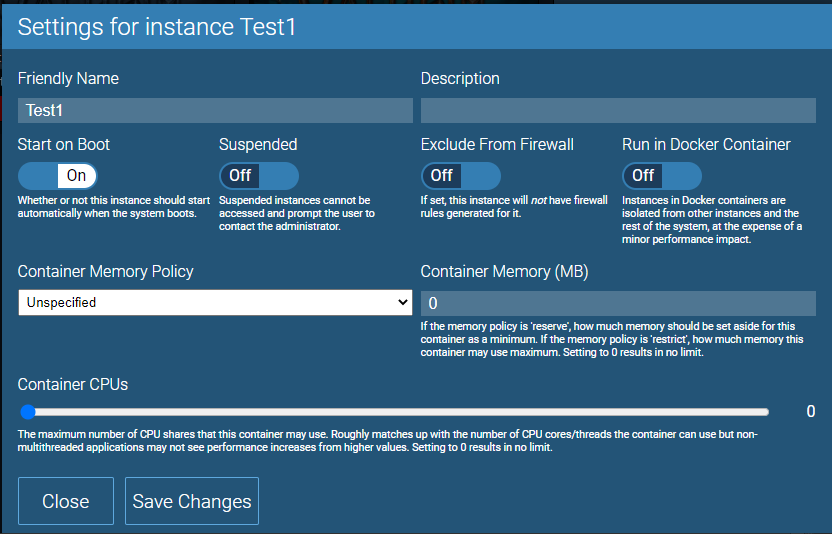 Settings for instance Test1
Friendly Name
Description
Test1
Start on Boot
Suspended
Exclude From Firewall
Run in Docker Container
On
Off
Off
Off
Whether or not this instance should start
automatically when the system boots.
Suspended instances cannot be
accessed and prompt the user to
contact the administrator.
If set, this instance will not have firewall
rules generated for it.
Instances in Docker containers are
isolated from other instances and the
rest of the system, at the expense of a
minor performance impact.
Container Memory Policy
Container Memory (MB)
Unspecified
0
If the memory policy is 'reserve', how much memory should be set aside for this
container as a minimum. If the memory policy is 'restrict', how much memory this
container may use maximum. Setting to 0 results in no limit.
Container CPUs
0
The maximum number of CPU shares that this container may use. Roughly matches up with the number of CPU cores/threads the container can use but non-
multithreaded applications may not see performance increases from higher values. Setting to 0 results in no limit.
Close
Save Changes